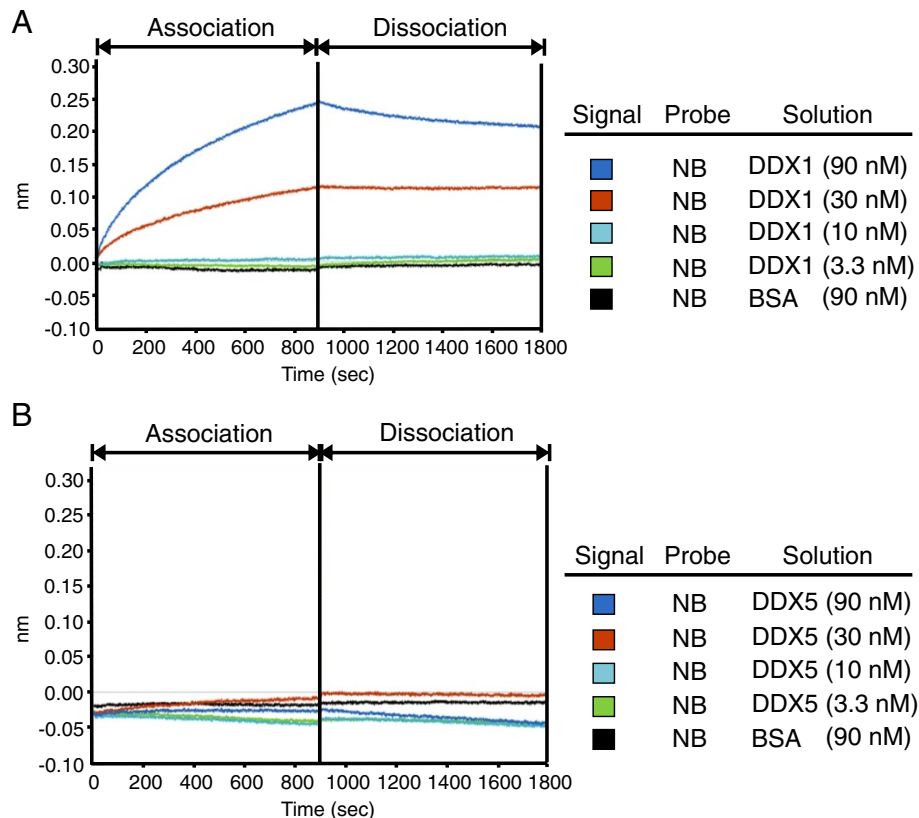 A
Association Dissociation
0.30
0.25
0.20
0.15
0.10
0.05
0.00
-0.05
-0.10
nm
0 200 400 600 800 1000 1200 1400 1600 1800
Time (sec)
Signal Probe Solution
NB DDX1 (90 nM)
NB DDX1 (30 nM)
NB DDX1 (10 nM)
NB DDX1 (3.3 nM)
NB BSA (90 nM)
B
Association Dissociation
0.30
0.25
0.20
0.15
0.10
0.05
0.00
-0.05
-0.10
nm
0 200 400 600 800 1000 1200 1400 1600 1800
Time (sec)
Signal Probe Solution
NB DDX5 (90 nM)
NB DDX5 (30 nM)
NB DDX5 (10 nM)
NB DDX5 (3.3 nM)
NB BSA (90 nM)